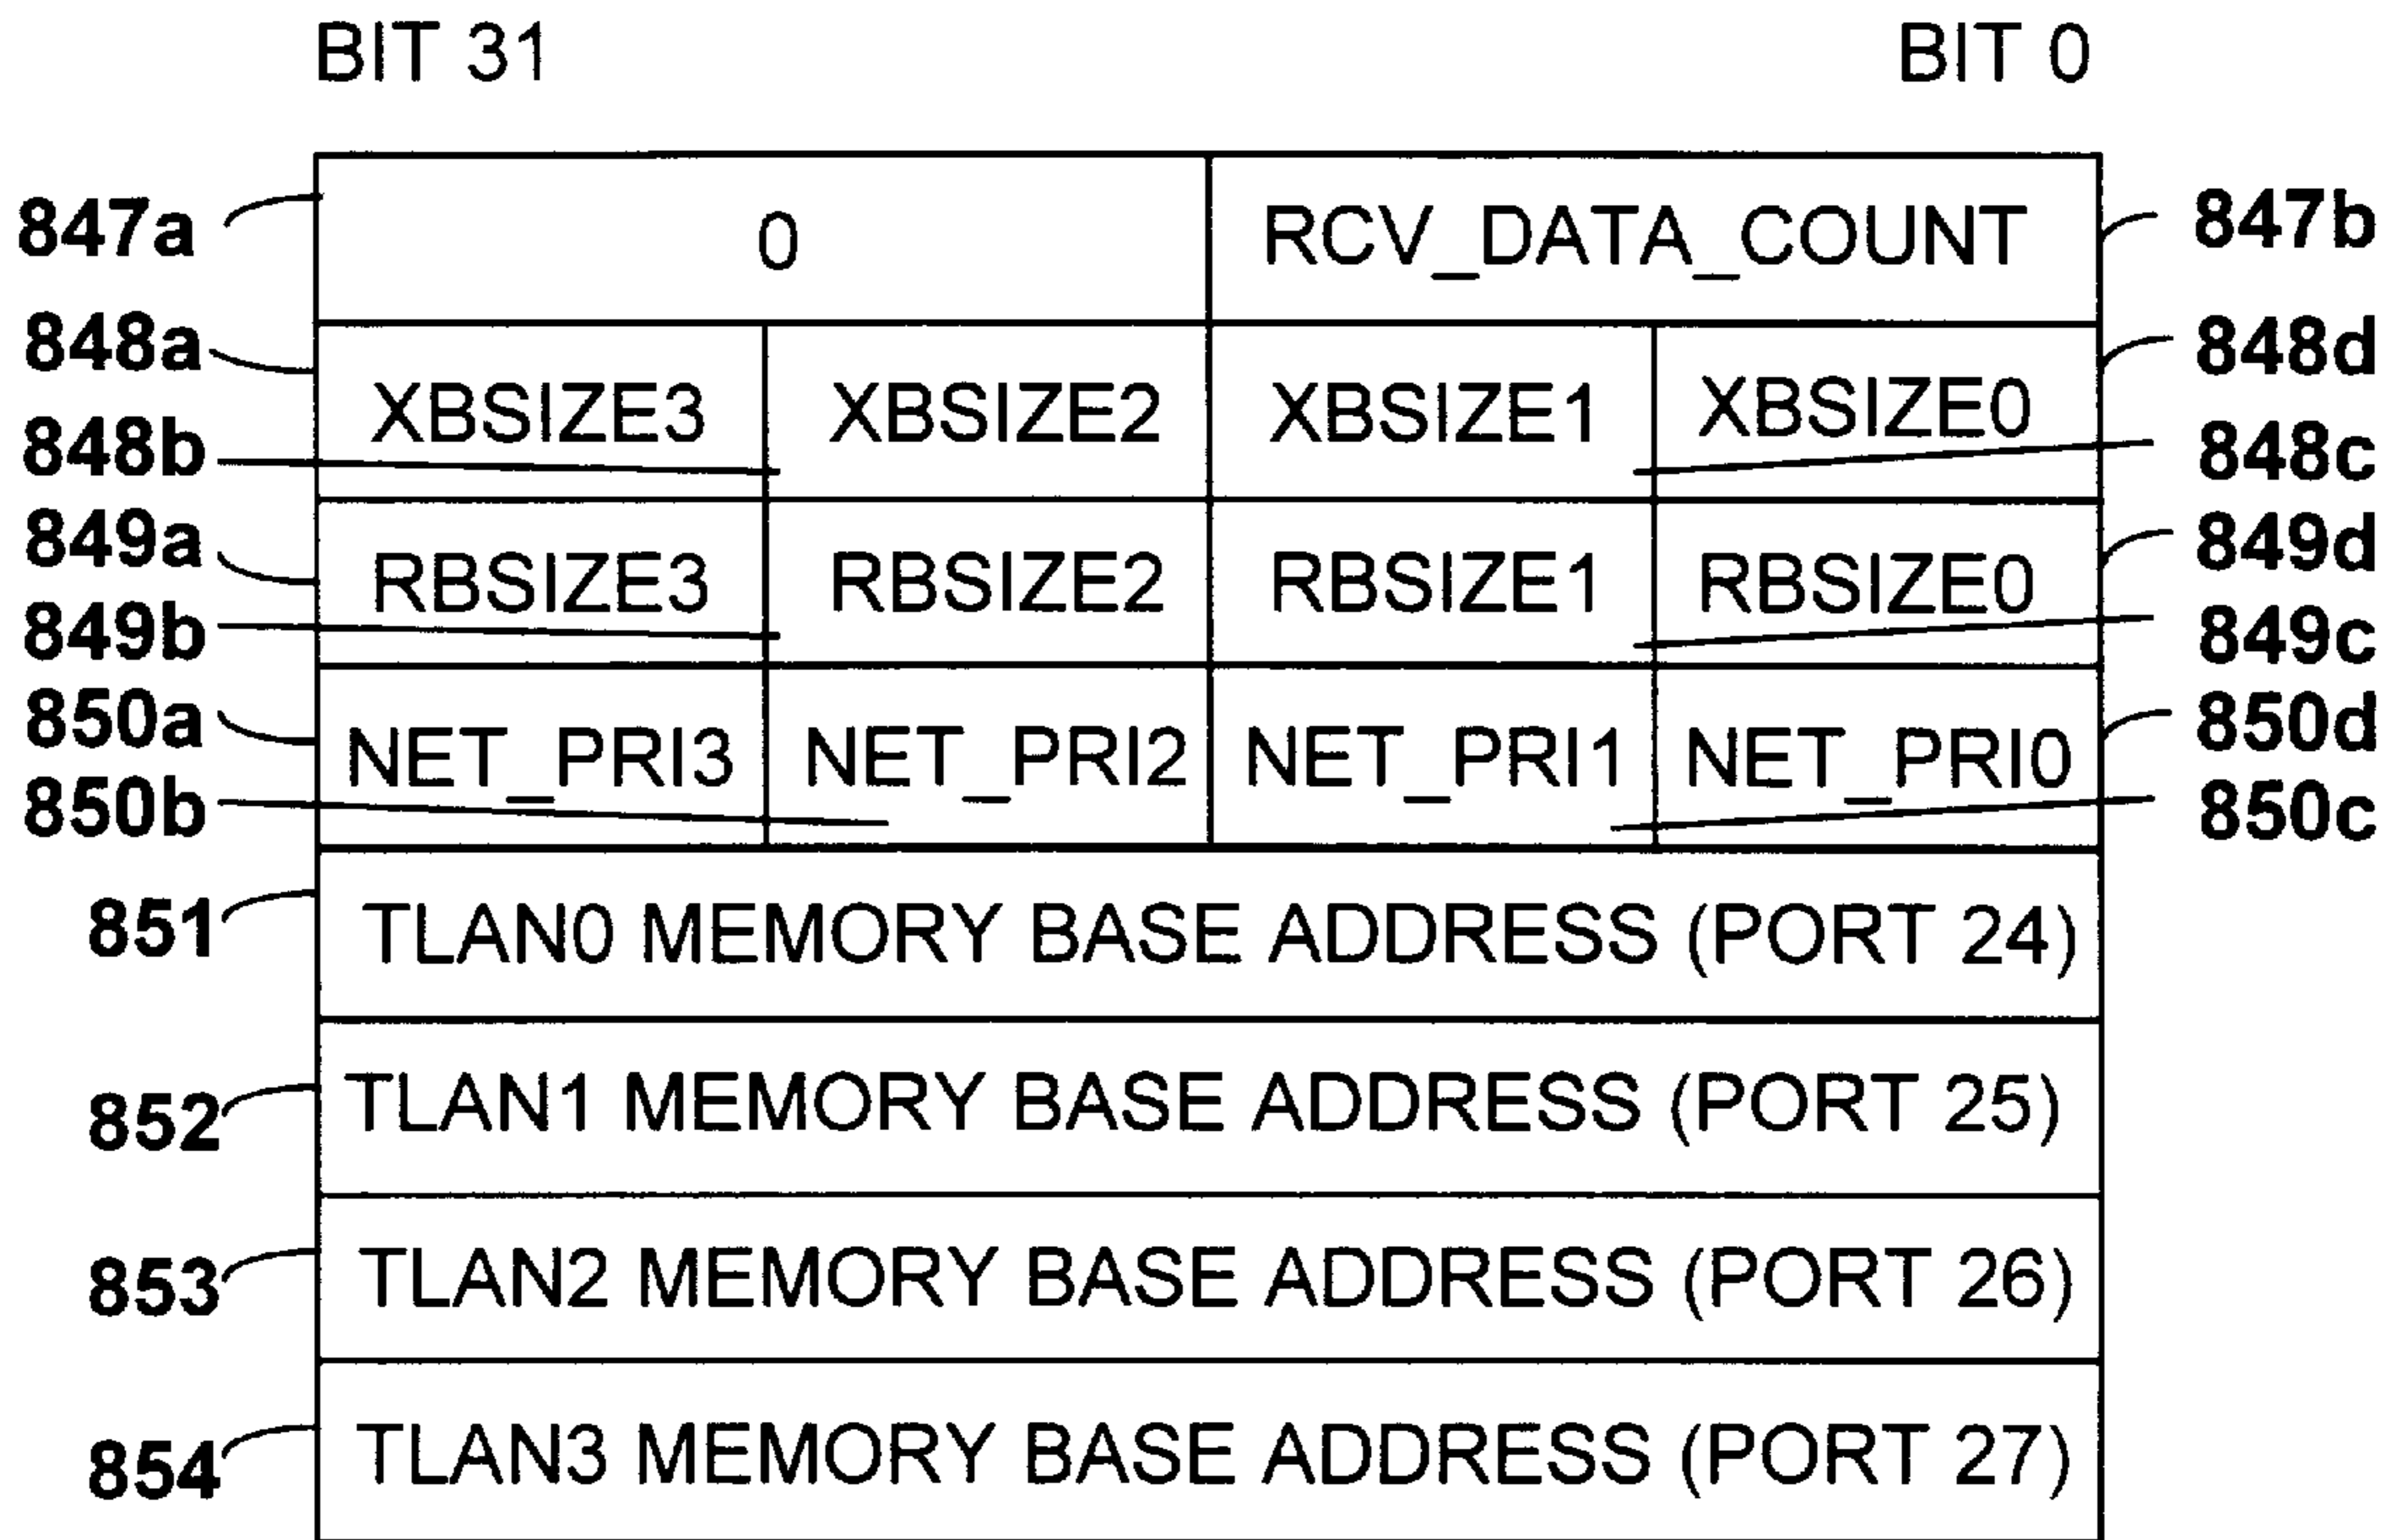 BIT 31 BIT 0
847a 0 RCV_DATA_COUNT 847b
848a XBSIZE3 XBSIZE2 XBSIZE1 XBSIZE0 848d
848b 848c
849a RBSIZE3 RBSIZE2 RBSIZE1 RBSIZE0 849d
849b 849c
850a NET_PRI3 NET_PRI2 NET_PRI1 NET_PRI0 850d
850b 850c
851 TLAN0 MEMORY BASE ADDRESS (PORT 24)
852 TLAN1 MEMORY BASE ADDRESS (PORT 25)
853 TLAN2 MEMORY BASE ADDRESS (PORT 26)
854 TLAN3 MEMORY BASE ADDRESS (PORT 27)